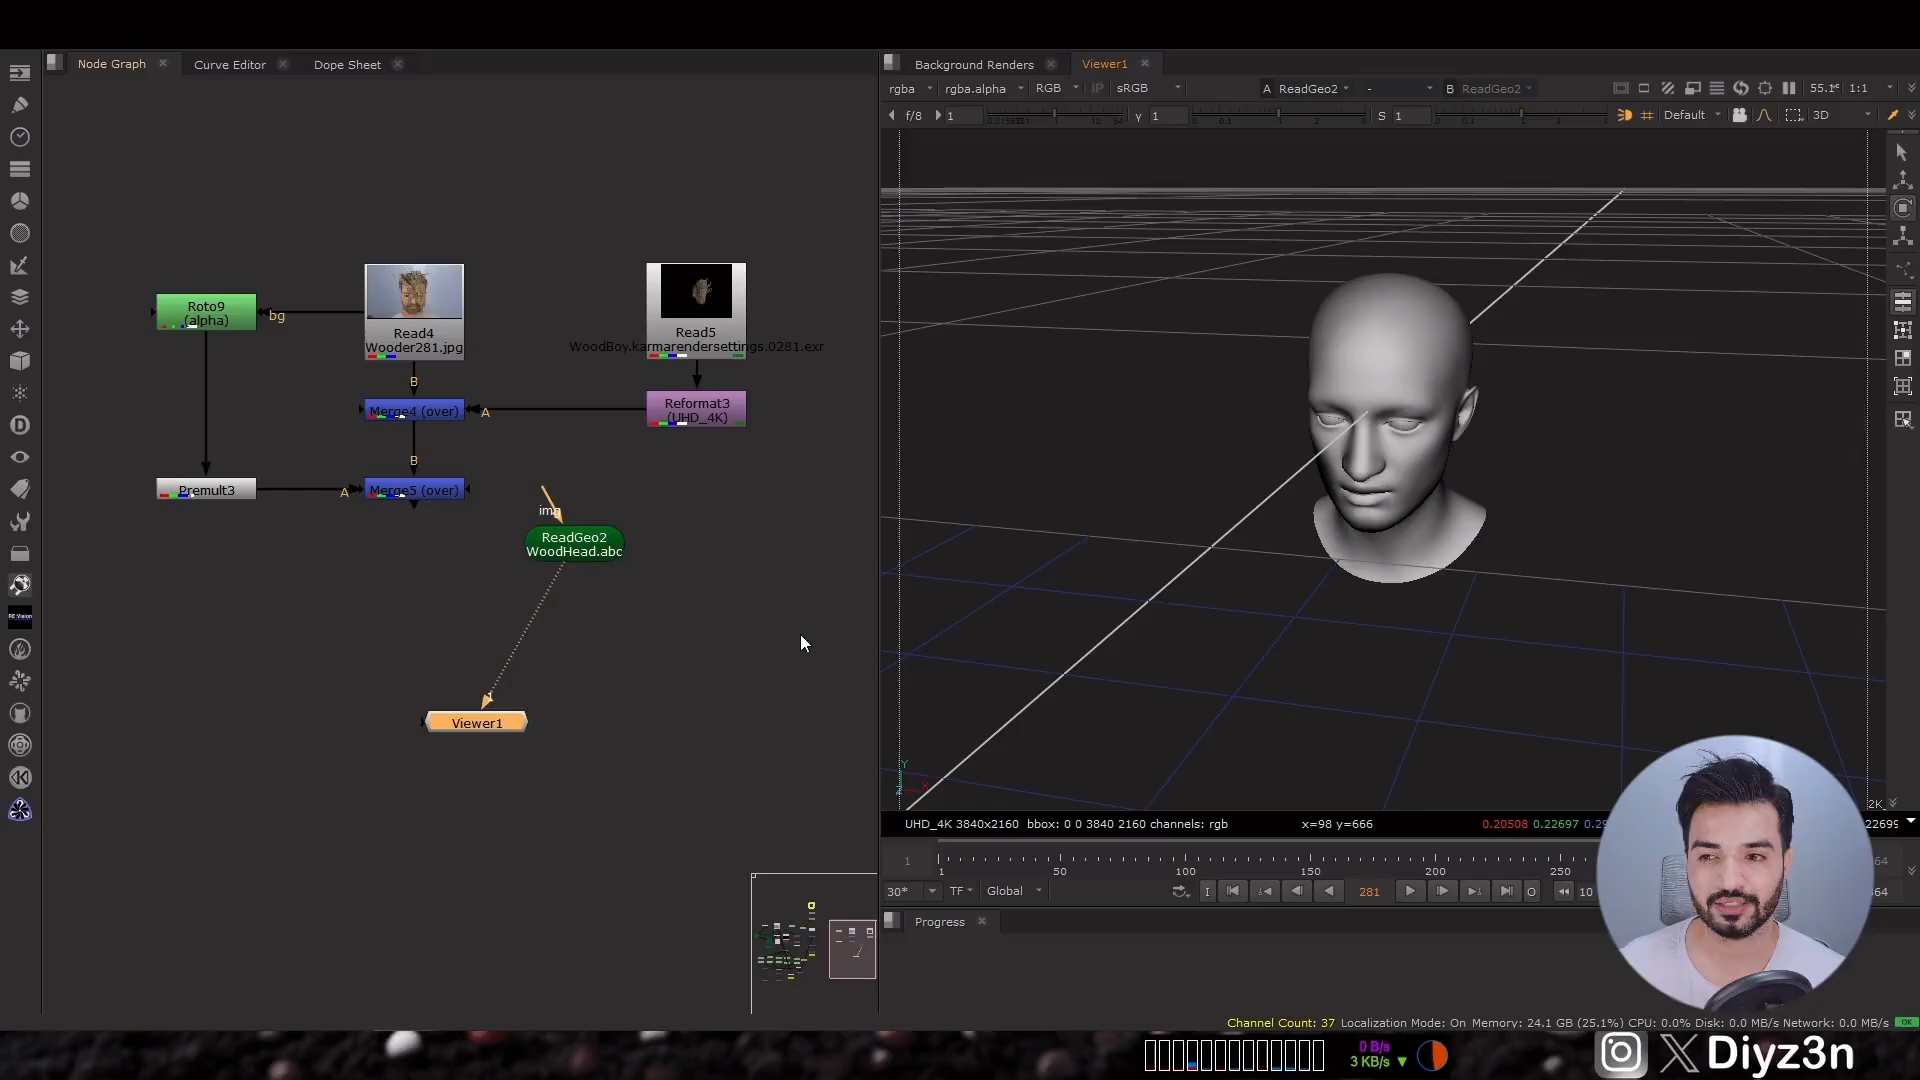 Node Graph
Curve Editor
Dope Sheet
Background Renders
Viewer1
rgba
rgba.alpha
RGB
IP
sRGB
A ReadGeo2
-
B ReadGeo2
1:1
f/8
1
γ 1
S 1
Default
3D
Roto9
(alpha)
bg
Read4
Wooder281.jpg
Read5
WoodBoy.karmarendersettings.0281.exr
B
Merge4 (over)
A
Reformat3
(UHD_4K)
B
Premult3
A
Merge5 (over)
img
ReadGeo2
WoodHead.abc
1
Viewer1
Y
X
Z
2K_
UHD_4K 3840x2160 bbox: 0 0 3840 2160 channels: rgb
x=98 y=666
0.20508 0.22697
1
1
50
100
150
200
250
30*
TF
Global
I
281
O
10
Progress
Channel Count: 37 Localization Mode: On Memory: 24.1 GB (25.1%) CPU: 0.0% Disk: 0.0 MB/s Network: 0.0 MB/s
OK
0 B/s
3 KB/s
Diyz3n